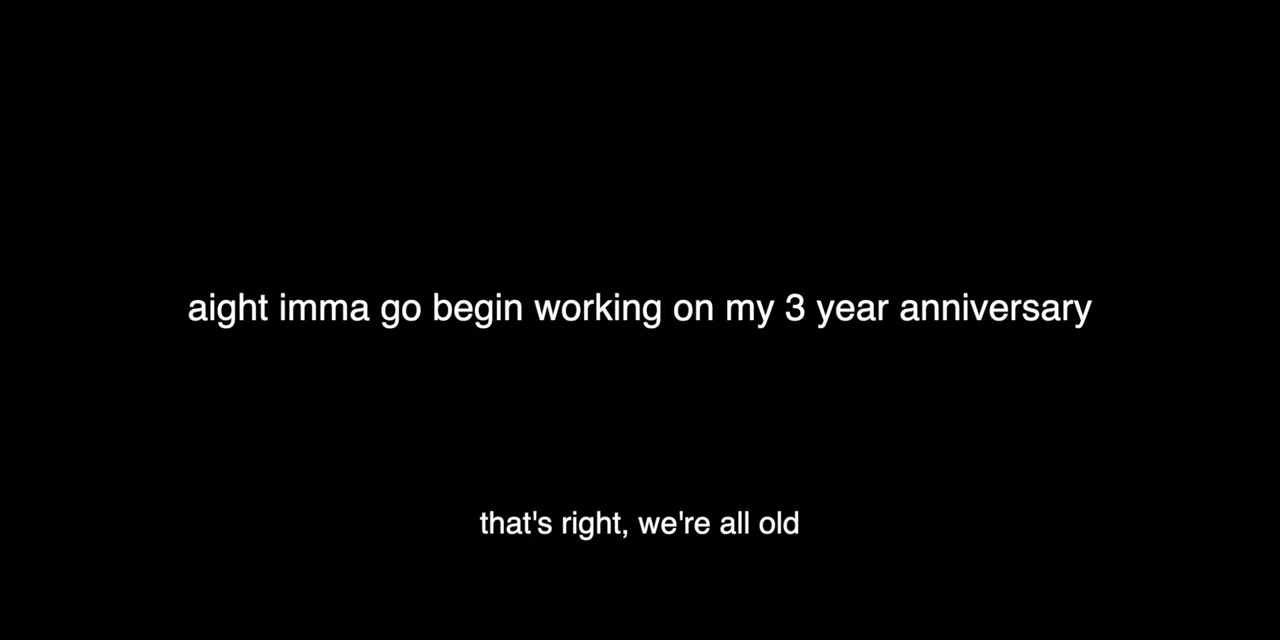 aight imma go begin working on my 3 year anniversary
that's right, we're all old